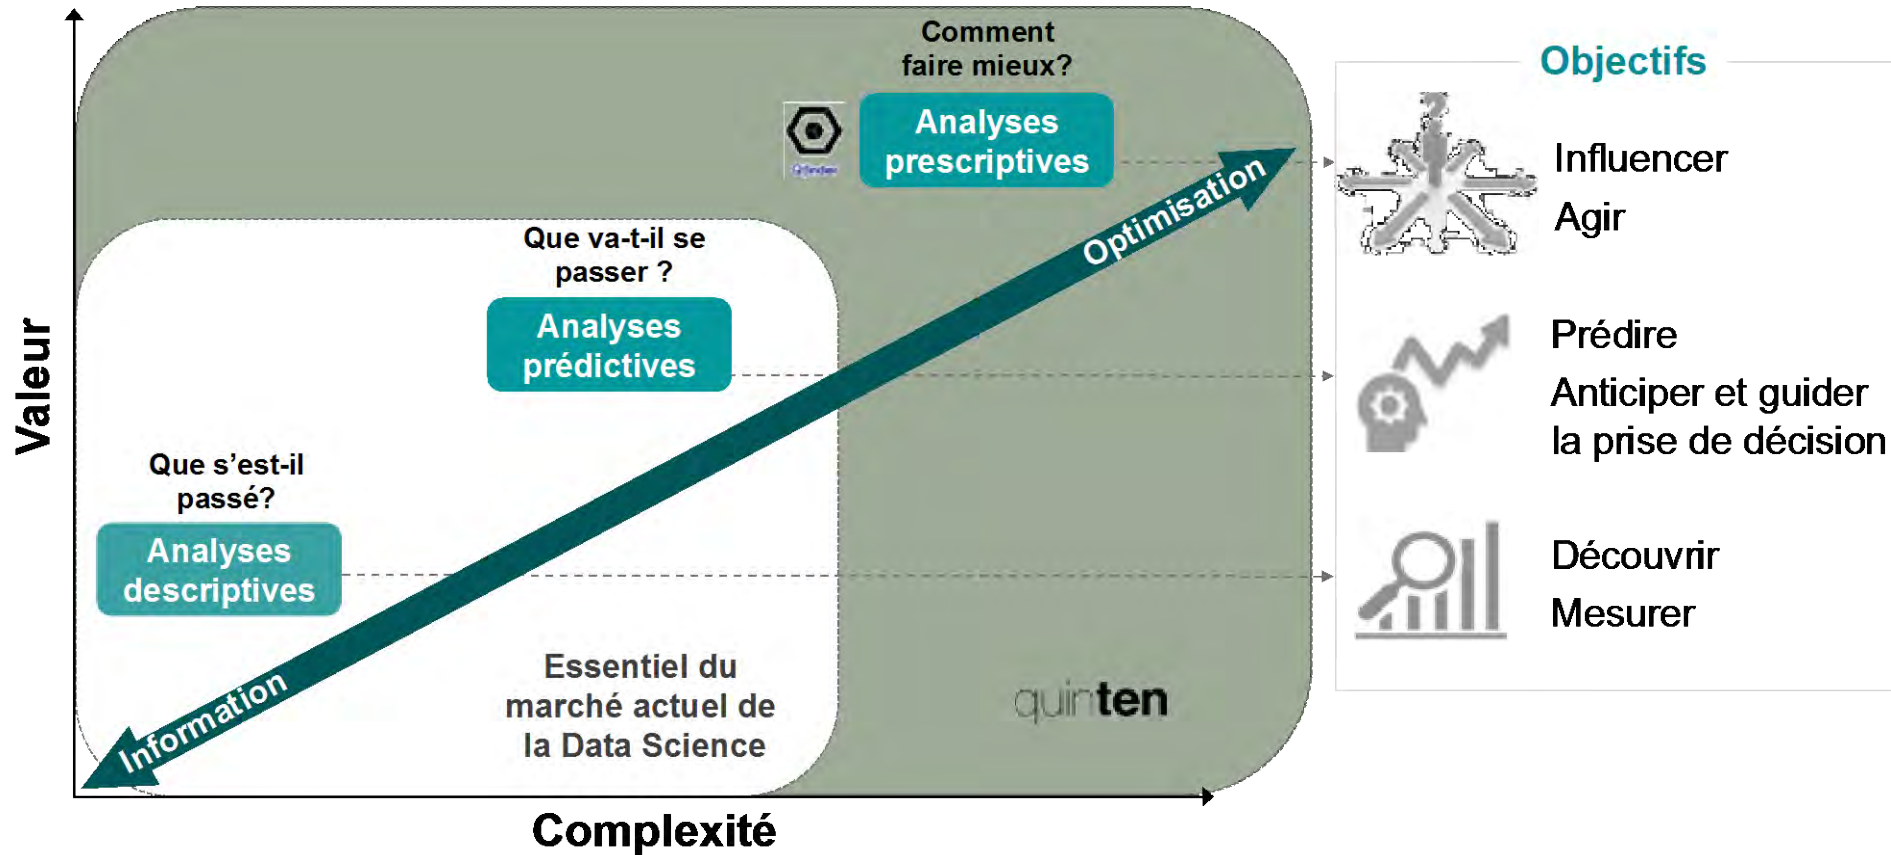 Comment
faire mieux?
Analyses
prescriptives
Optimisation
Que va-t-il se
passer ?
Analyses
prédictives
Que s’est-il
passé?
Analyses
descriptives
Information
Essentiel du
marché actuel de
la Data Science
quinten
Valeur
Complexité
Objectifs
Influencer
Agir
Prédire
Anticiper et guider
la prise de décision
Découvrir
Mesurer